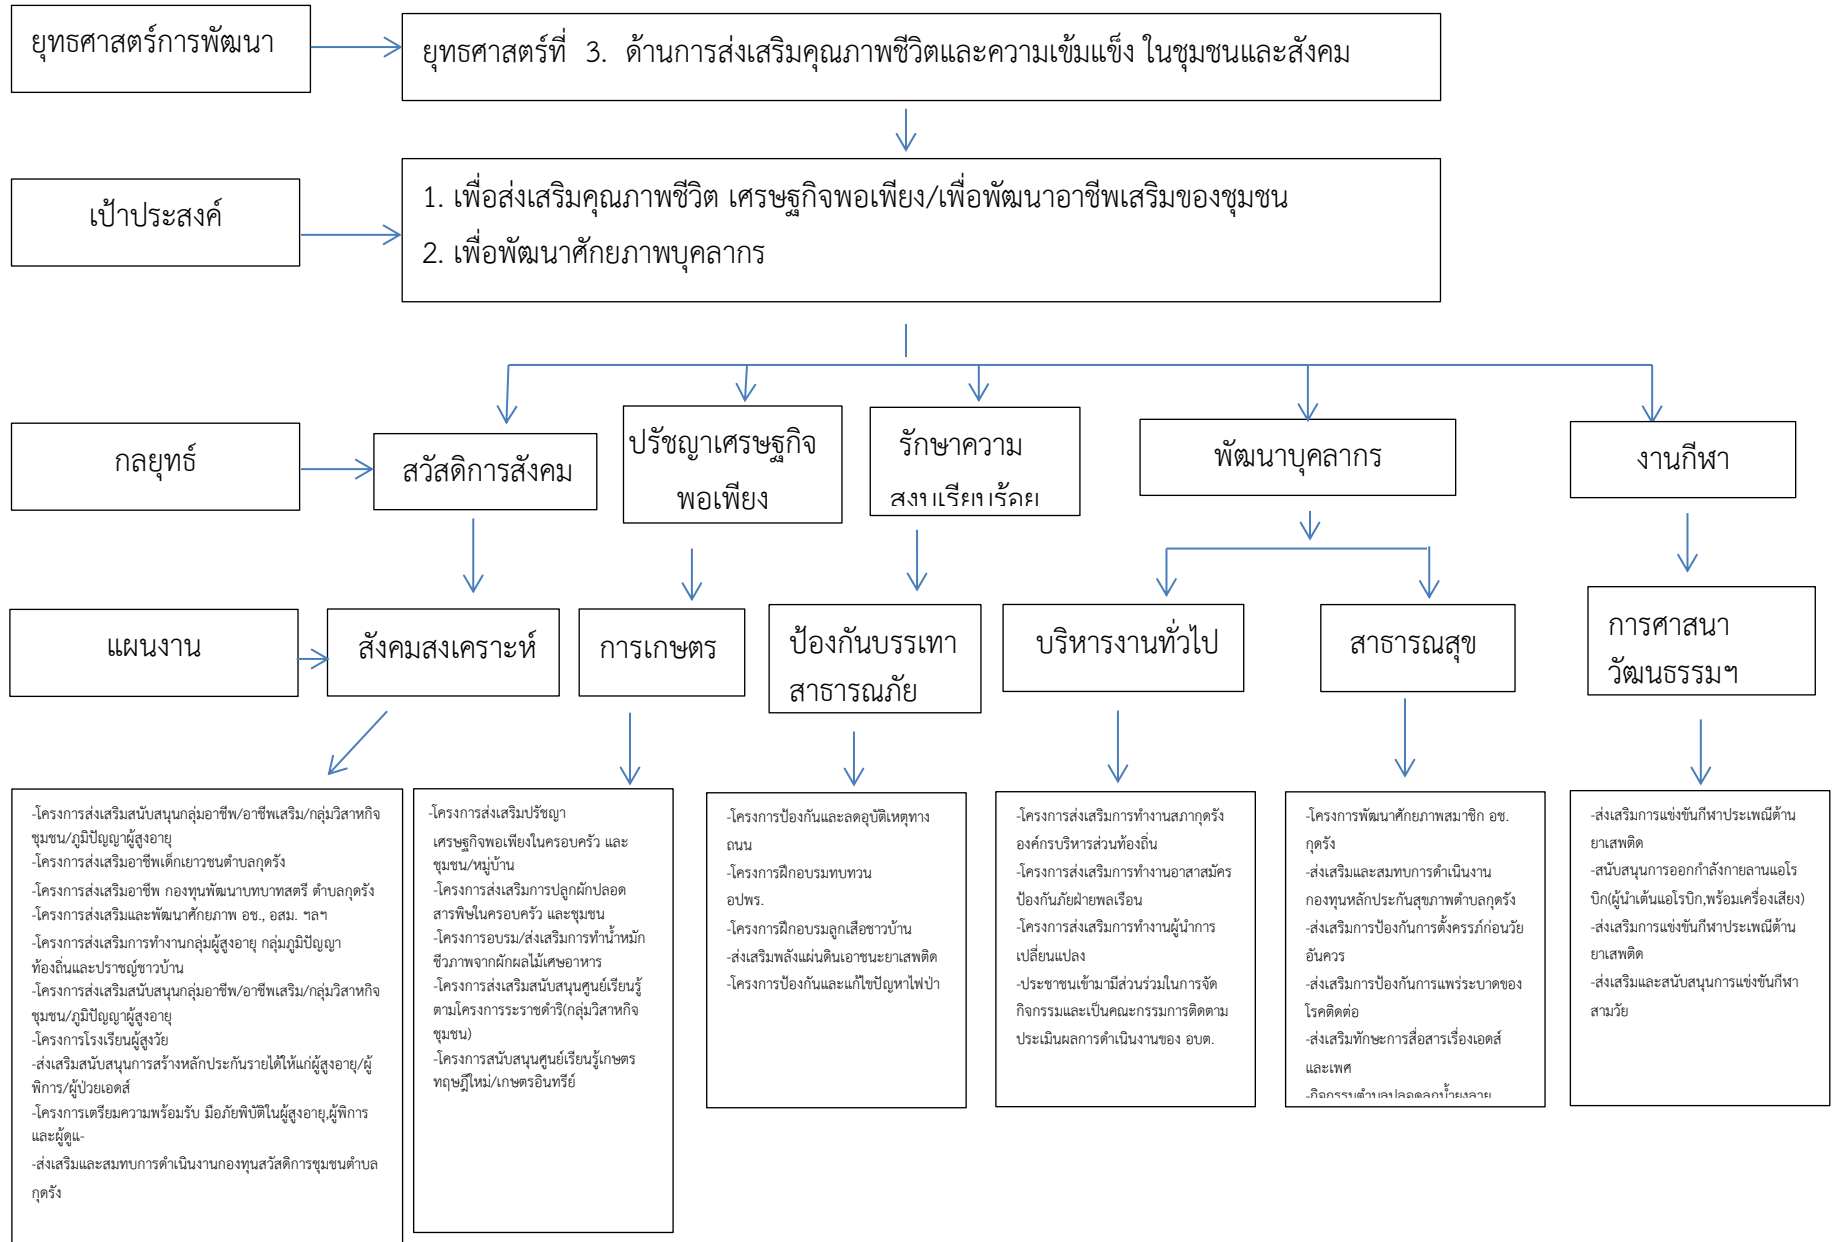 ยุทธศาสตร์การพัฒนา
ยุทธศาสตร์ที่ 3. ด้านการส่งเสริมคุณภาพชีวิตและความเข้มแข็ง ในชุมชนและสังคม
เป้าประสงค์
1. เพื่อส่งเสริมคุณภาพชีวิต เศรษฐกิจพอเพียง/เพื่อพัฒนาอาชีพเสริมของชุมชน
2. เพื่อพัฒนาศักยภาพบุคลากร
กลยุทธ์
สวัสดิการสังคม
ปรัชญาเศรษฐกิจ
พอเพียง
รักษาความ
สงบเรียบร้อย
พัฒนาบุคลากร
งานกีฬา
แผนงาน
สังคมสงเคราะห์
การเกษตร
ป้องกันบรรเทา
สาธารณภัย
บริหารงานทั่วไป
สาธารณสุข
การศาสนา
วัฒนธรรมฯ
-โครงการส่งเสริมสนับสนุนกลุ่มอาชีพ/อาชีพเสริม/กลุ่มวิสาหกิจ
ชุมชน/ภูมิปัญญาผู้สูงอายุ
-โครงการส่งเสริมอาชีพเด็กเยาวชนตำบลกุดรัง
-โครงการส่งเสริมอาชีพ กองทุนพัฒนาบทบาทสตรี ตำบลกุดรัง
-โครงการส่งเสริมและพัฒนาศักยภาพ อช., อสม. ฯลฯ
-โครงการส่งเสริมการทำงานกลุ่มผู้สูงอายุ กลุ่มภูมิปัญญา
ท้องถิ่นและปราชญ์ชาวบ้าน
-โครงการส่งเสริมสนับสนุนกลุ่มอาชีพ/อาชีพเสริม/กลุ่มวิสาหกิจ
ชุมชน/ภูมิปัญญาผู้สูงอายุ
-โครงการโรงเรียนผู้สูงวัย
-ส่งเสริมสนับสนุนการสร้างหลักประกันรายได้ให้แก่ผู้สูงอายุ/ผู้
พิการ/ผู้ป่วยเอดส์
-โครงการเตรียมความพร้อมรับ มือภัยพิบัติในผู้สูงอายุ,ผู้พิการ
และผู้ดูแ-
-ส่งเสริมและสมทบการดำเนินงานกองทุนสวัสดิการชุมชนตำบล
กุดรัง
-โครงการส่งเสริมปรัชญา
เศรษฐกิจพอเพียงในครอบครัว และ
ชุมชน/หมู่บ้าน
-โครงการส่งเสริมการปลูกผักปลอด
สารพิษในครอบครัว และชุมชน
-โครงการอบรม/ส่งเสริมการทำน้ำหมัก
ชีวภาพจากผักผลไม้เศษอาหาร
-โครงการส่งเสริมสนับสนุนศูนย์เรียนรู้
ตามโครงการระราชดำริ(กลุ่มวิสาหกิจ
ชุมชน)
-โครงการสนับสนุนศูนย์เรียนรู้เกษตร
ทฤษฎีใหม่/เกษตรอินทรีย์
-โครงการป้องกันและลดอุบัติเหตุทาง
ถนน
-โครงการฝึกอบรมทบทวน
อปพร.
-โครงการฝึกอบรมลูกเสือชาวบ้าน
-ส่งเสริมพลังแผ่นดินเอาชนะยาเสพติด
-โครงการป้องกันและแก้ไขปัญหาไฟป่า
-โครงการส่งเสริมการทำงานสภากุดรัง
องค์กรบริหารส่วนท้องถิ่น
-โครงการส่งเสริมการทำงานอาสาสมัคร
ป้องกันภัยฝ่ายพลเรือน
-โครงการส่งเสริมการทำงานผู้นำการ
เปลี่ยนแปลง
-ประชาชนเข้ามามีส่วนร่วมในการจัด
กิจกรรมและเป็นคณะกรรมการติดตาม
ประเมินผลการดำเนินงานของ อบต.
-โครงการพัฒนาศักยภาพสมาชิก อช.
กุดรัง
-ส่งเสริมและสมทบการดำเนินงาน
กองทุนหลักประกันสุขภาพตำบลกุดรัง
-ส่งเสริมการป้องกันการตั้งครรภ์ก่อนวัย
อันควร
-ส่งเสริมการป้องกันการแพร่ระบาดของ
โรคติดต่อ
-ส่งเสริมทักษะการสื่อสารเรื่องเอดส์
และเพศ
-กิจกรรมตำบลปลอดลูกน้ำยุงลาย
-ส่งเสริมการแข่งขันกีฬาประเพณีต้าน
ยาเสพติด
-สนับสนุนการออกกำลังกายลานแอโร
บิก(ผู้นำเต้นแอโรบิก,พร้อมเครื่องเสียง)
-ส่งเสริมการแข่งขันกีฬาประเพณีต้าน
ยาเสพติด
-ส่งเสริมและสนับสนุนการแข่งขันกีฬา
สามวัย